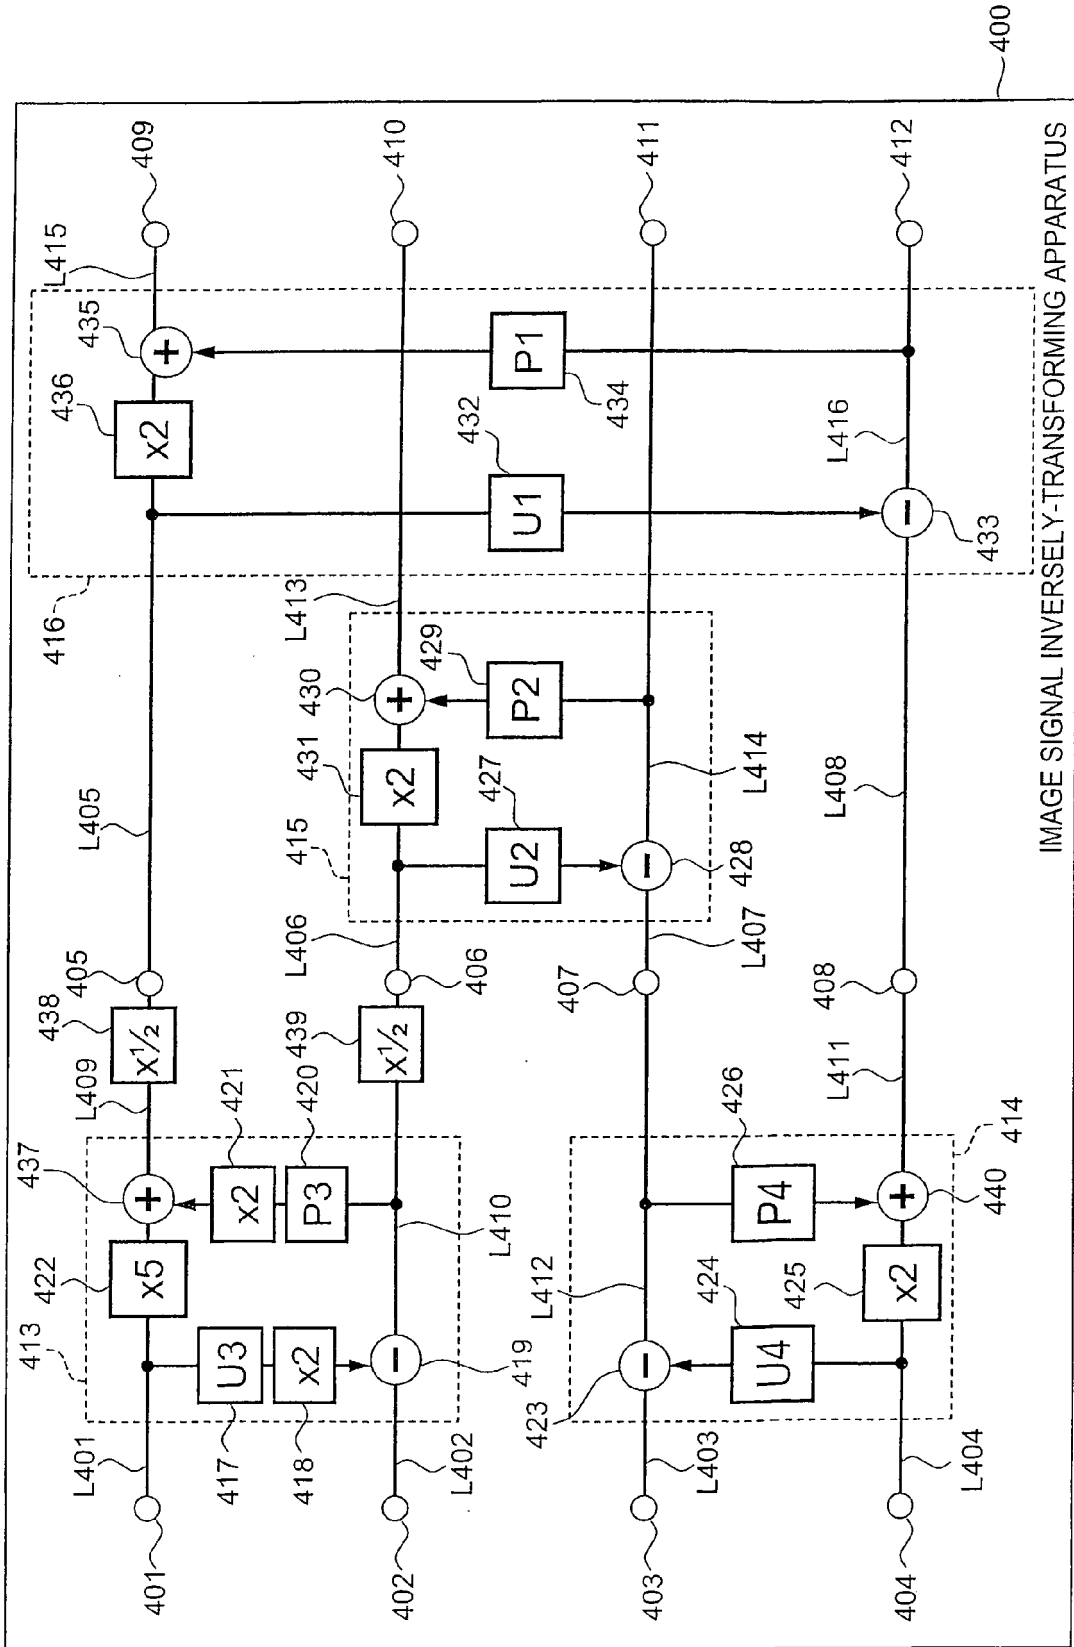 400
409
410
411
412
L415
435
436
x2
+
P1
434
432
U1
L416
−
433
416
L413
429
430
+
P2
431
x2
427
U2
L414
415
−
428
L405
L406
L407
L408
405
406
407
408
438
x½
439
x½
L409
L411
437
+
421
x2
420
P3
L410
426
P4
+
440
414
422
x5
L412
424
425
x2
413
U3
x2
−
419
−
U4
423
417
418
L401
L402
L403
L404
401
402
403
404
IMAGE SIGNAL INVERSELY-TRANSFORMING APPARATUS